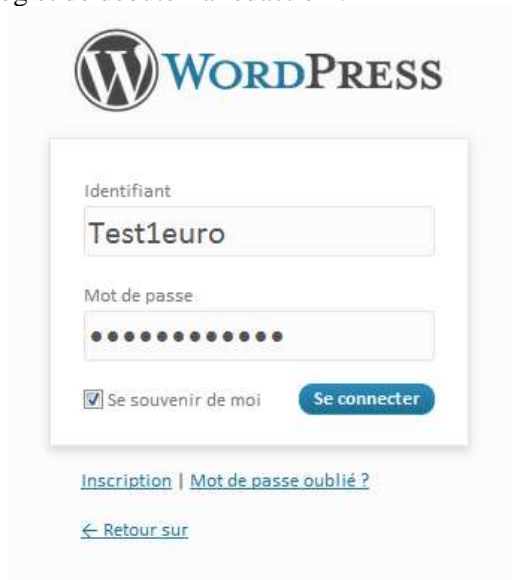 WORDPRESS
Identifiant
Test1euro
Mot de passe
••••••••••••
Se souvenir de moi
Se connecter
Inscription | Mot de passe oublié ?
← Retour sur